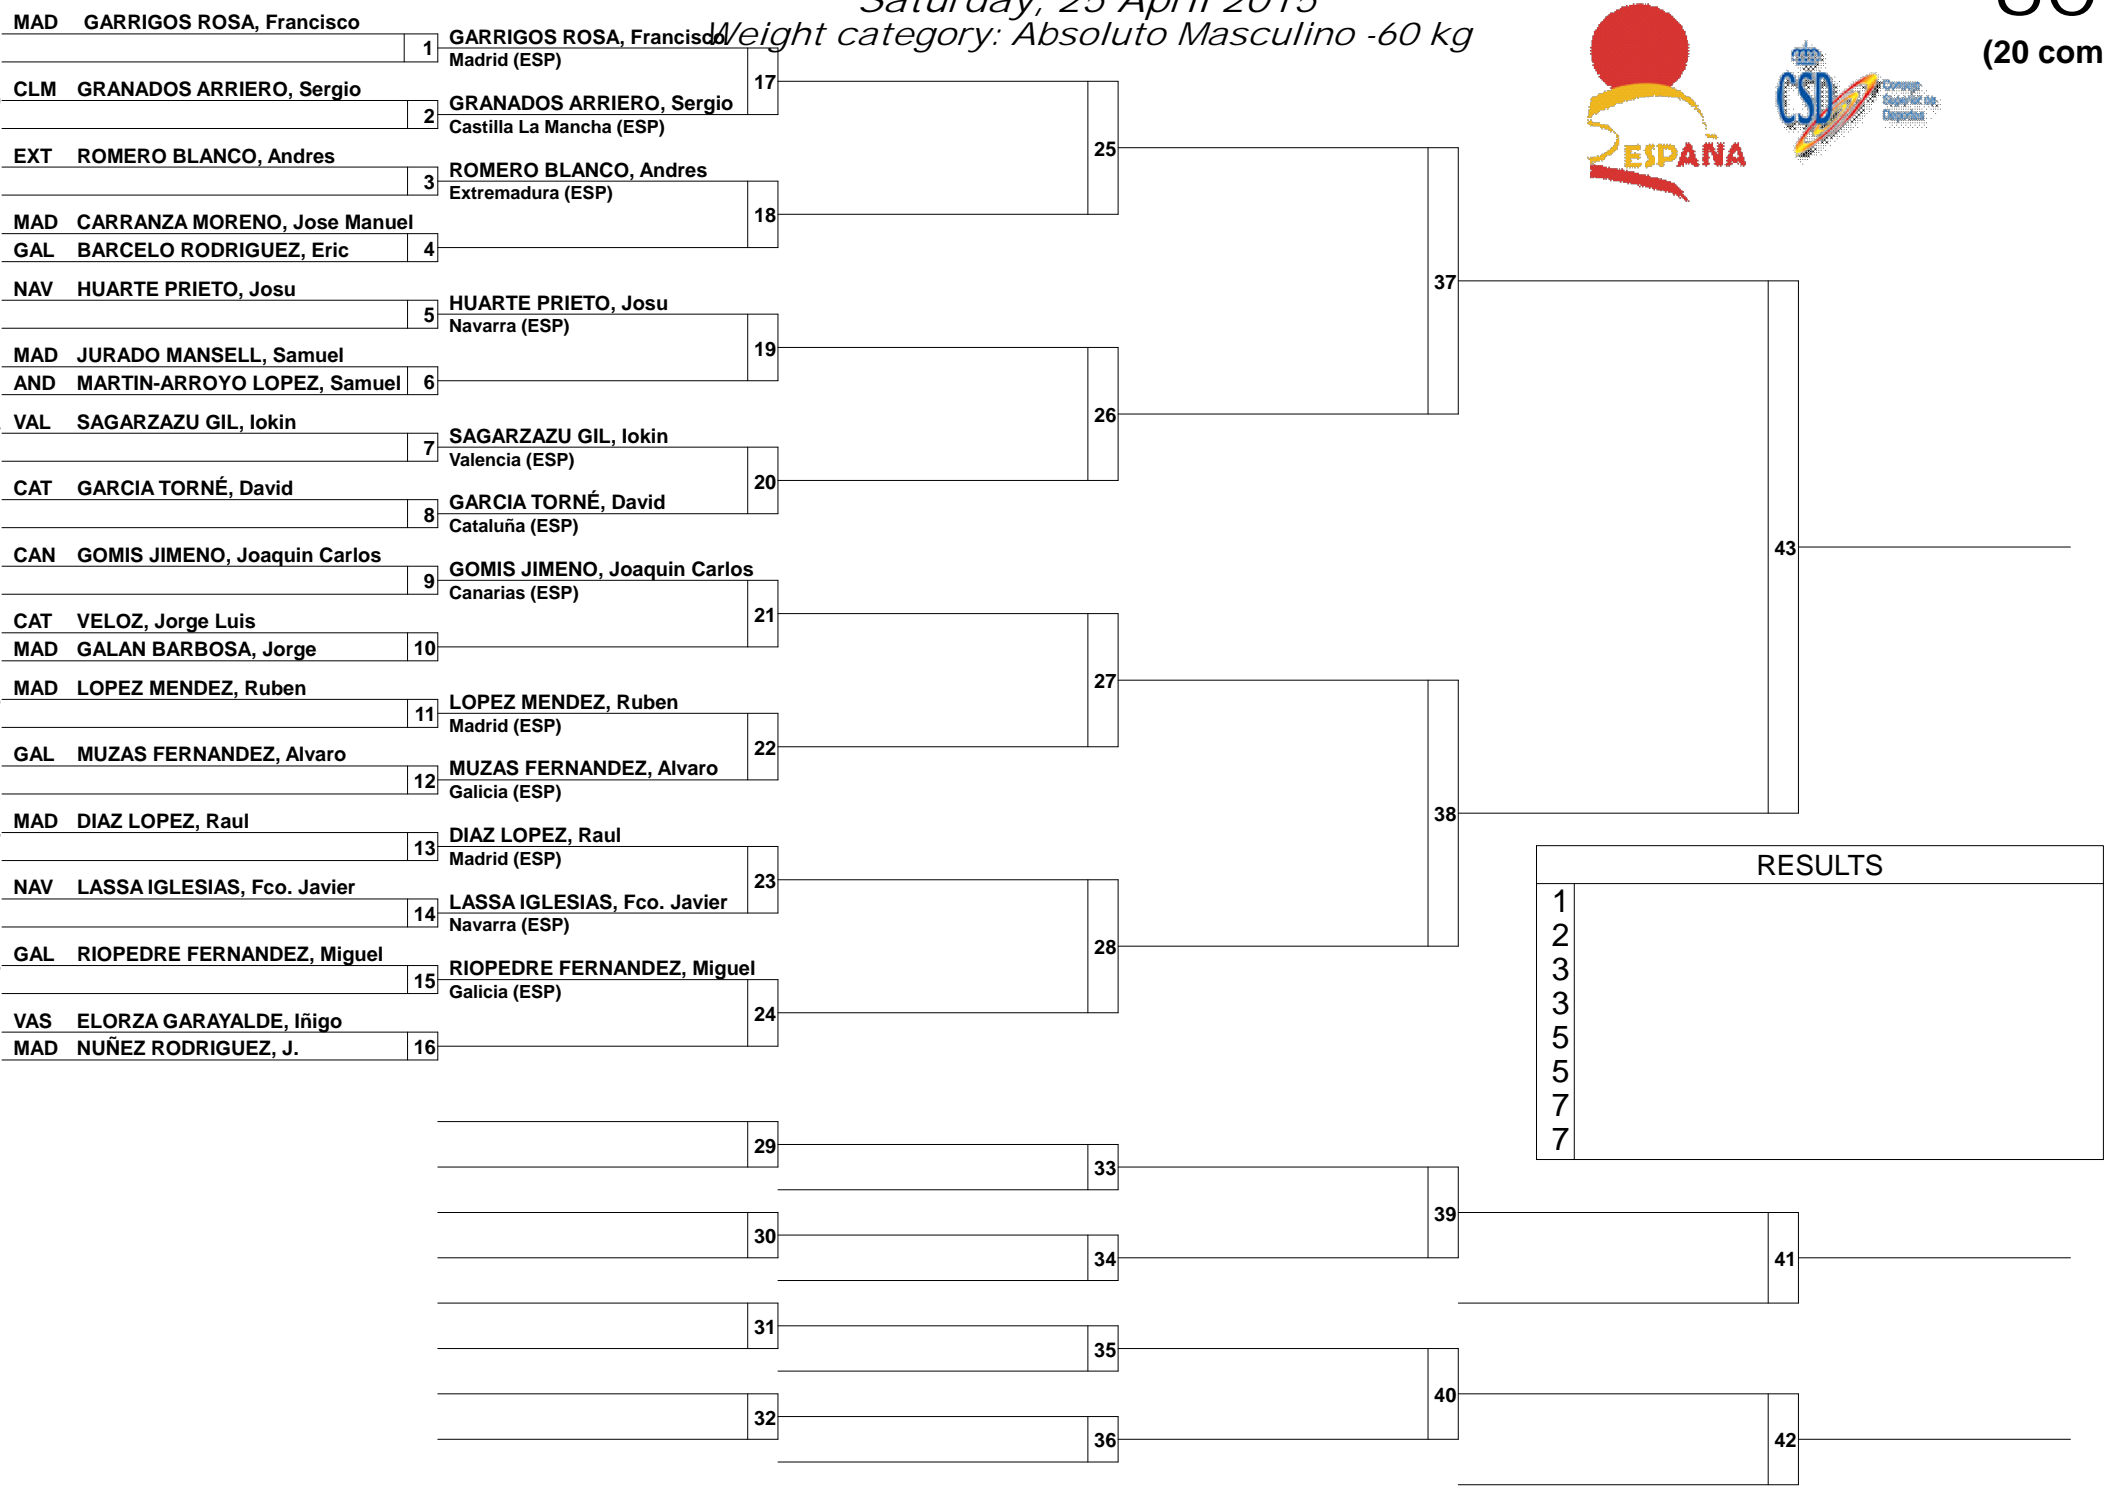 Saturday, 25 April 2015
Weight category: Absoluto Masculino -60 kg
(20 com
ESPAÑA
CSD
Consejo
Superior de
Deportes
MAD GARRIGOS ROSA, Francisco
1
GARRIGOS ROSA, Francisco
Madrid (ESP)
17
CLM GRANADOS ARRIERO, Sergio
2
GRANADOS ARRIERO, Sergio
Castilla La Mancha (ESP)
25
EXT ROMERO BLANCO, Andres
3
ROMERO BLANCO, Andres
Extremadura (ESP)
18
MAD CARRANZA MORENO, Jose Manuel
GAL BARCELO RODRIGUEZ, Eric 4
37
NAV HUARTE PRIETO, Josu
5
HUARTE PRIETO, Josu
Navarra (ESP)
19
MAD JURADO MANSELL, Samuel
AND MARTIN-ARROYO LOPEZ, Samuel 6
26
VAL SAGARZAZU GIL, Iokin
7
SAGARZAZU GIL, Iokin
Valencia (ESP)
20
CAT GARCIA TORNÉ, David
8
GARCIA TORNÉ, David
Cataluña (ESP)
43
CAN GOMIS JIMENO, Joaquin Carlos
9
GOMIS JIMENO, Joaquin Carlos
Canarias (ESP)
21
CAT VELOZ, Jorge Luis
MAD GALAN BARBOSA, Jorge 10
27
MAD LOPEZ MENDEZ, Ruben
11
LOPEZ MENDEZ, Ruben
Madrid (ESP)
22
GAL MUZAS FERNANDEZ, Alvaro
12
MUZAS FERNANDEZ, Alvaro
Galicia (ESP)
38
MAD DIAZ LOPEZ, Raul
13
DIAZ LOPEZ, Raul
Madrid (ESP)
23
NAV LASSA IGLESIAS, Fco. Javier
14
LASSA IGLESIAS, Fco. Javier
Navarra (ESP)
28
GAL RIOPEDRE FERNANDEZ, Miguel
15
RIOPEDRE FERNANDEZ, Miguel
Galicia (ESP)
24
VAS ELORZA GARAYALDE, Iñigo
MAD NUÑEZ RODRIGUEZ, J. 16
RESULTS
1
2
3
3
5
5
7
7
29
33
39
30
34
41
31
35
40
32
36
42